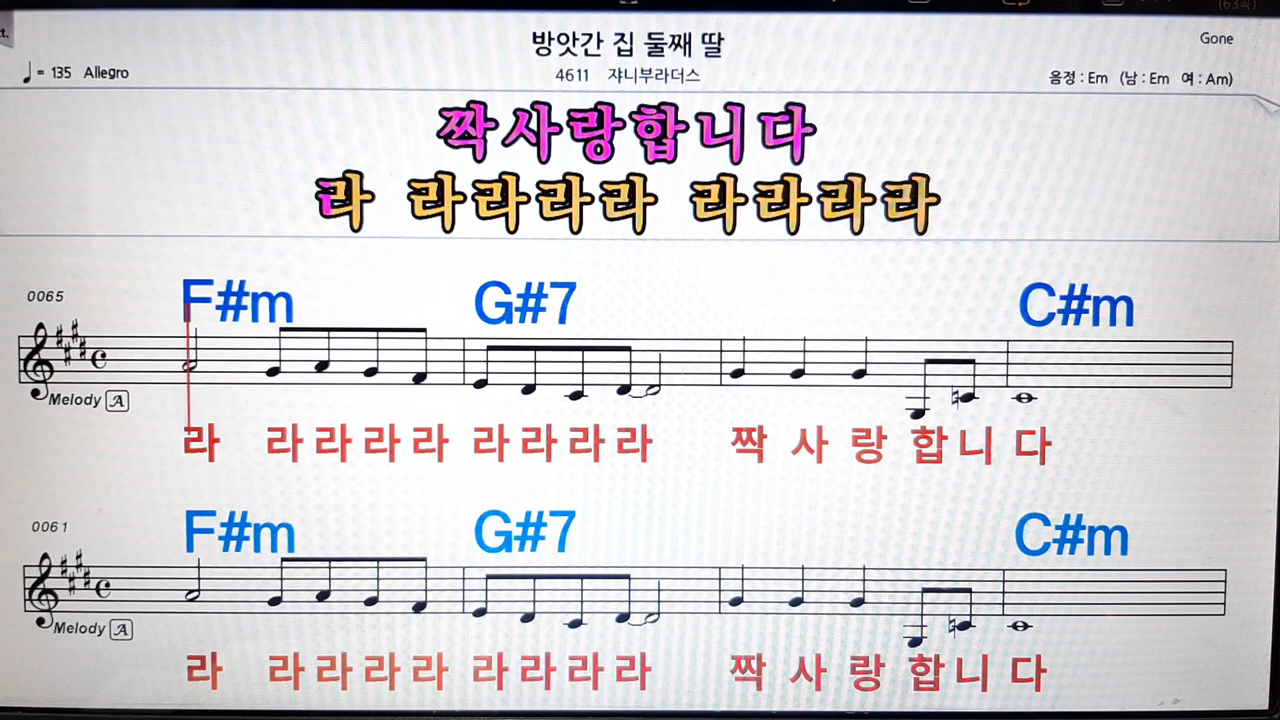 t.
방앗간 집 둘째 딸
Gone
♩ = 135 Allegro
4611 쟈니부라더스
음정 : Em (남 : Em 여 : Am)
짝사랑합니다
라 라라라라 라라라라
0065
F#m G#7 C#m
Melody A
라 라 라 라 라 라 라 라 라 짝 사 랑 합 니 다
0061
F#m G#7 C#m
Melody A
라 라 라 라 라 라 라 라 라 짝 사 랑 합 니 다